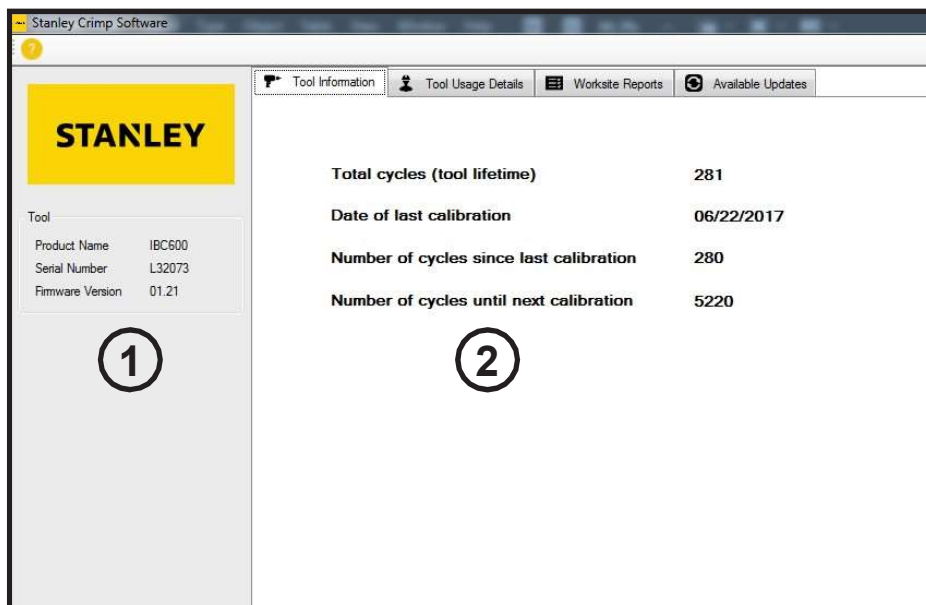 Stanley Crimp Software
?
Tool Information Tool Usage Details Worksite Reports Available Updates
STANLEY
Tool
Product Name IBC600
Serial Number L32073
Firmware Version 01.21
1
Total cycles (tool lifetime) 281
Date of last calibration 06/22/2017
Number of cycles since last calibration 280
Number of cycles until next calibration 5220
2